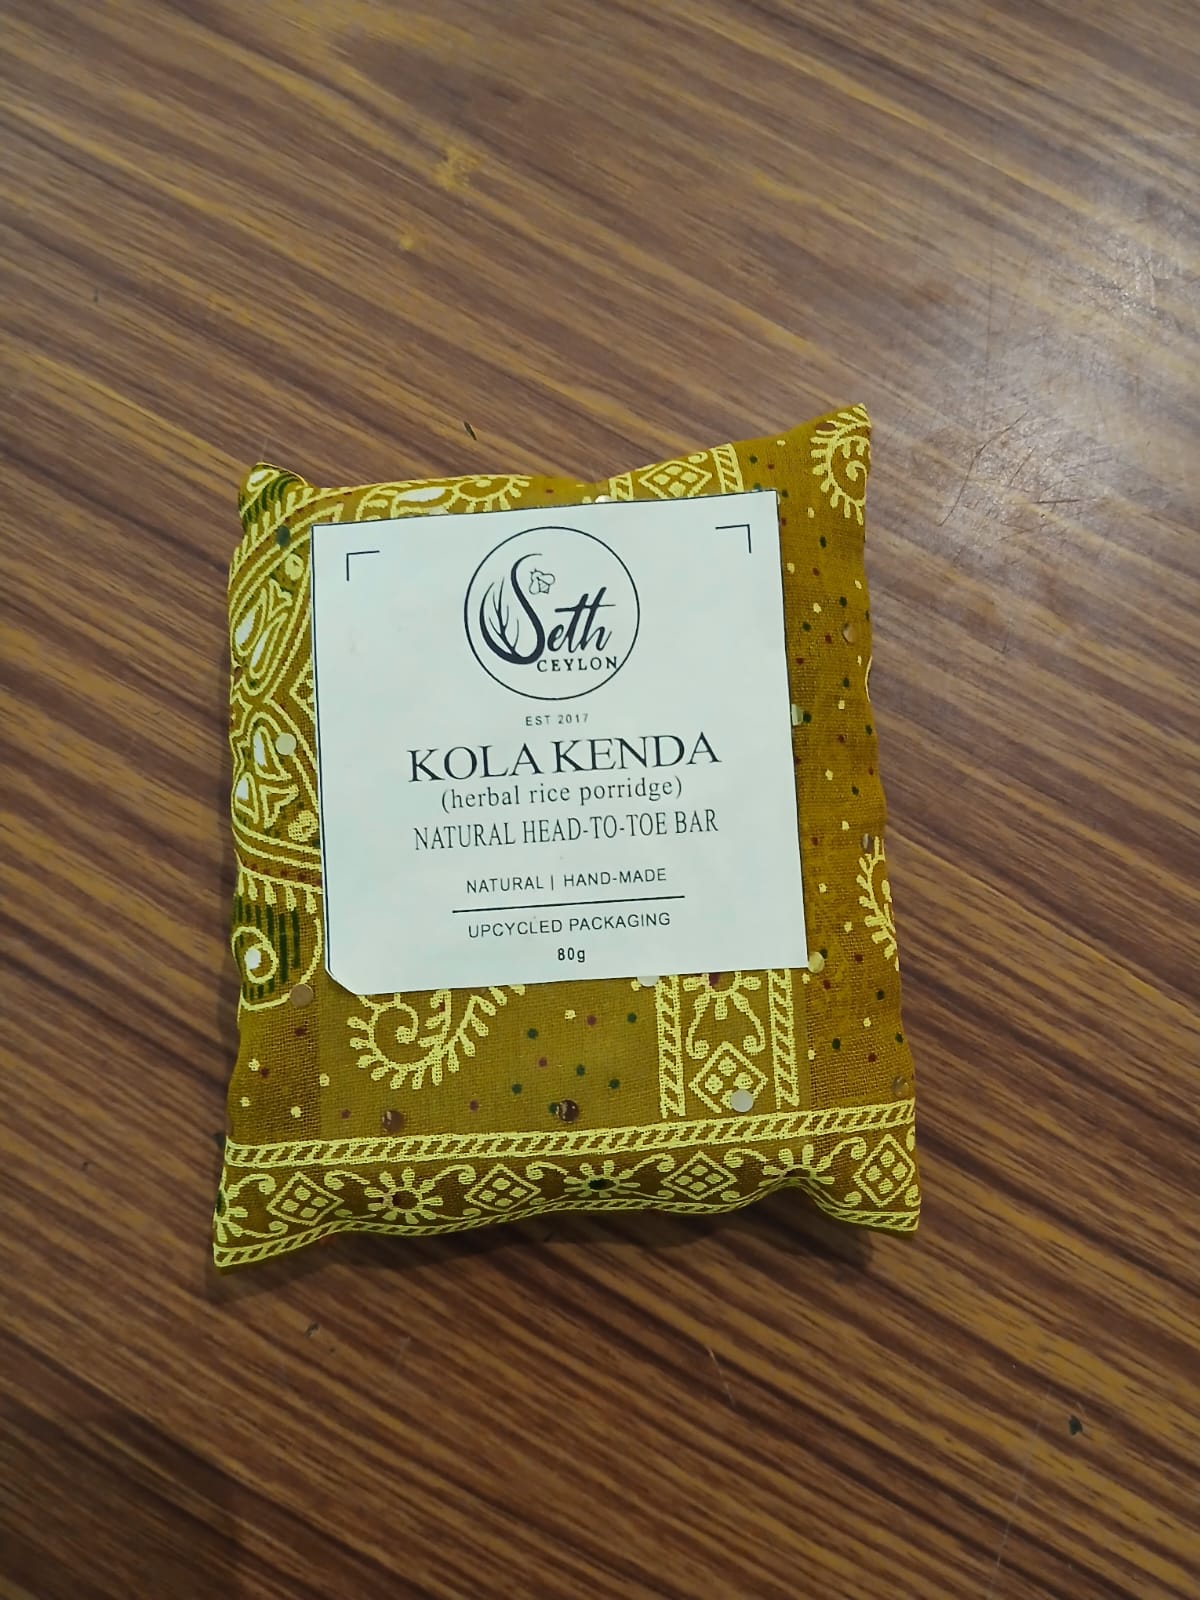 Seth
CEYLON
EST 2017
KOLA KENDA
(herbal rice porridge)
NATURAL HEAD-TO-TOE BAR
NATURAL | HAND-MADE
UPCYCLED PACKAGING
80g